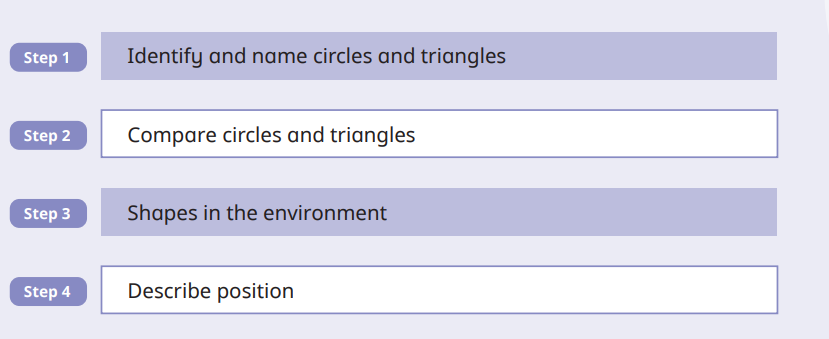 Step 1 Identify and name circles and triangles
Step 2 Compare circles and triangles
Step 3 Shapes in the environment
Step 4 Describe position